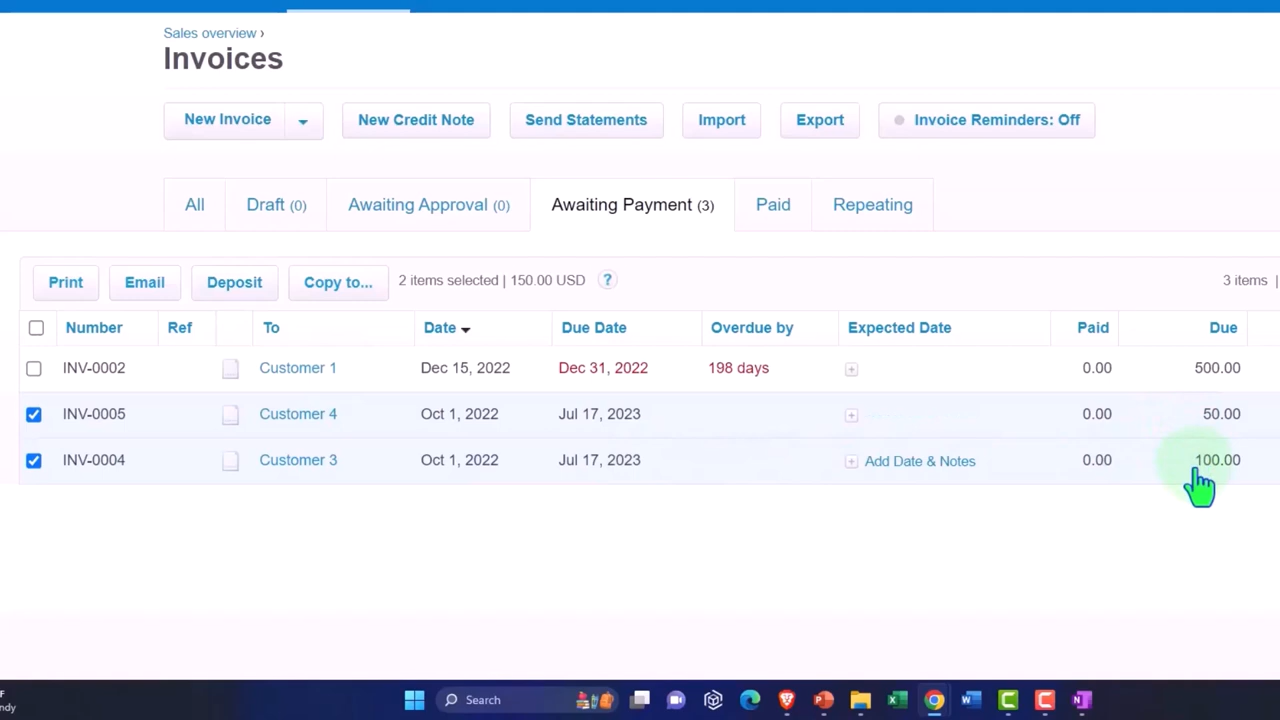 Sales overview ›
Invoices
New Invoice New Credit Note Send Statements Import Export Invoice Reminders: Off
All Draft (0) Awaiting Approval (0) Awaiting Payment (3) Paid Repeating
Print Email Deposit Copy to... 2 items selected | 150.00 USD ? 3 items |
Number Ref To Date Due Date Overdue by Expected Date Paid Due
INV-0002 Customer 1 Dec 15, 2022 Dec 31, 2022 198 days 0.00 500.00
INV-0005 Customer 4 Oct 1, 2022 Jul 17, 2023 0.00 50.00
INV-0004 Customer 3 Oct 1, 2022 Jul 17, 2023 Add Date & Notes 0.00 100.00
Search